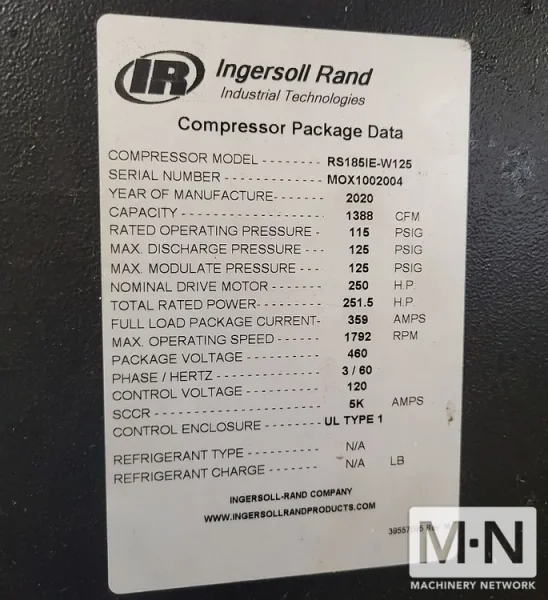 IR Ingersoll Rand
Industrial Technologies
Compressor Package Data
COMPRESSOR MODEL -------- RS185IE-W125
SERIAL NUMBER ------------- MOX1002004
YEAR OF MANUFACTURE--------- 2020
CAPACITY ------------------- 1388 CFM
RATED OPERATING PRESSURE - - - 115 PSIG
MAX. DISCHARGE PRESSURE ----- 125 PSIG
MAX. MODULATE PRESSURE ----- 125 PSIG
NOMINAL DRIVE MOTOR -------- 250 H.P.
TOTAL RATED POWER---------- 251.5 H.P.
FULL LOAD PACKAGE CURRENT- 359 AMPS
MAX. OPERATING SPEED ------- 1792 RPM
PACKAGE VOLTAGE ----------- 460
PHASE / HERTZ -------------- 3 / 60
CONTROL VOLTAGE ----------- 120
SCCR --------------------- 5K AMPS
CONTROL ENCLOSURE -------- UL TYPE 1
REFRIGERANT TYPE ---------- N/A
REFRIGERANT CHARGE -------- N/A LB
INGERSOLL-RAND COMPANY
WWW.INGERSOLLRANDPRODUCTS.COM
M·N
MACHINERY NETWORK